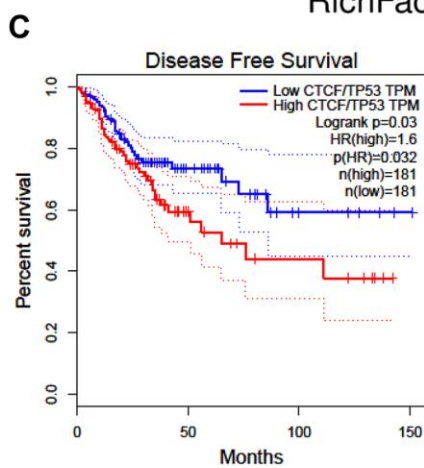 RichFac
C
Disease Free Survival
Low CTCF/TP53 TPM
High CTCF/TP53 TPM
Logrank p=0.03
HR(high)=1.6
p(HR)=0.032
n(high)=181
n(low)=181
Percent survival
1.0
0.8
0.6
0.4
0.2
0.0
0 50 100 150
Months